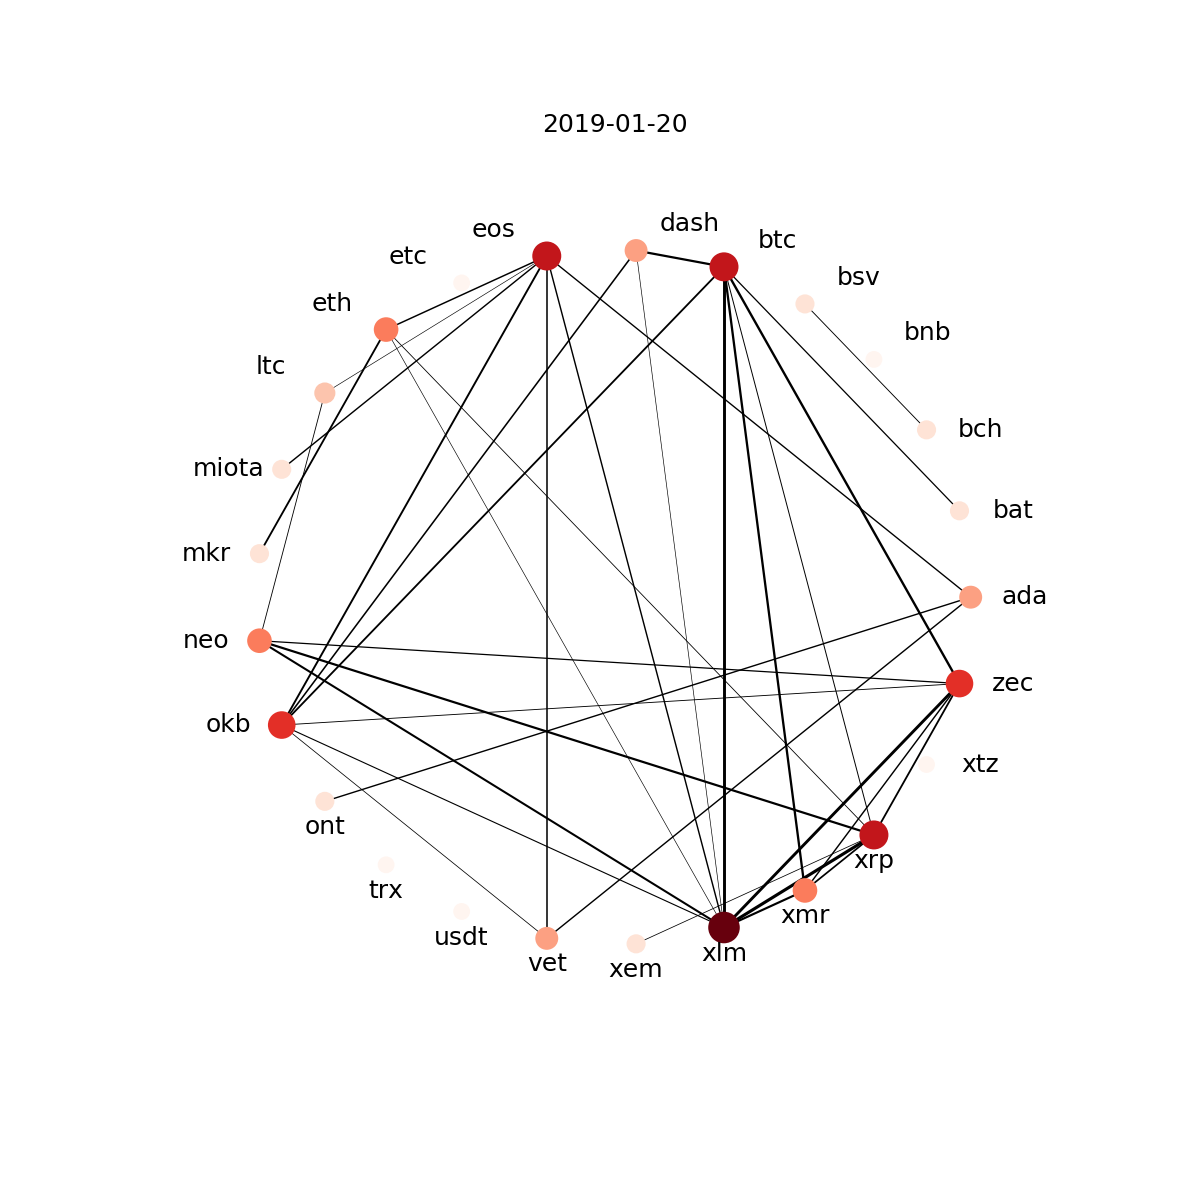 2019-01-20
dash
eos
btc
etc
bsv
eth
bnb
ltc
bch
miota
bat
mkr
ada
neo
zec
okb
xtz
ont
xrp
trx
xmr
usdt
xlm
vet
xem